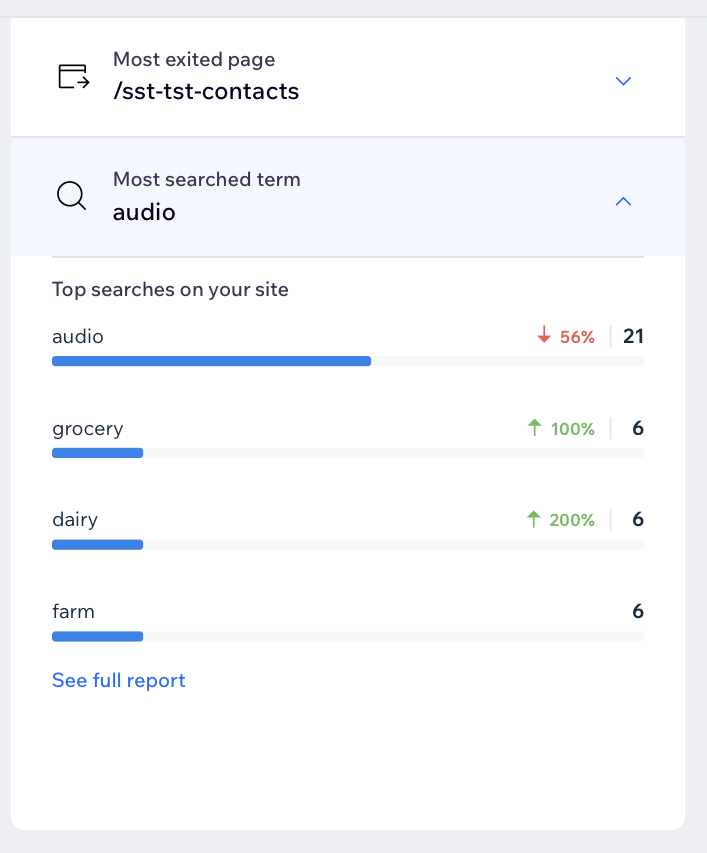 Most exited page
/sst-tst-contacts
Most searched term
audio
Top searches on your site
audio 56% 21
grocery 100% 6
dairy 200% 6
farm 6
See full report